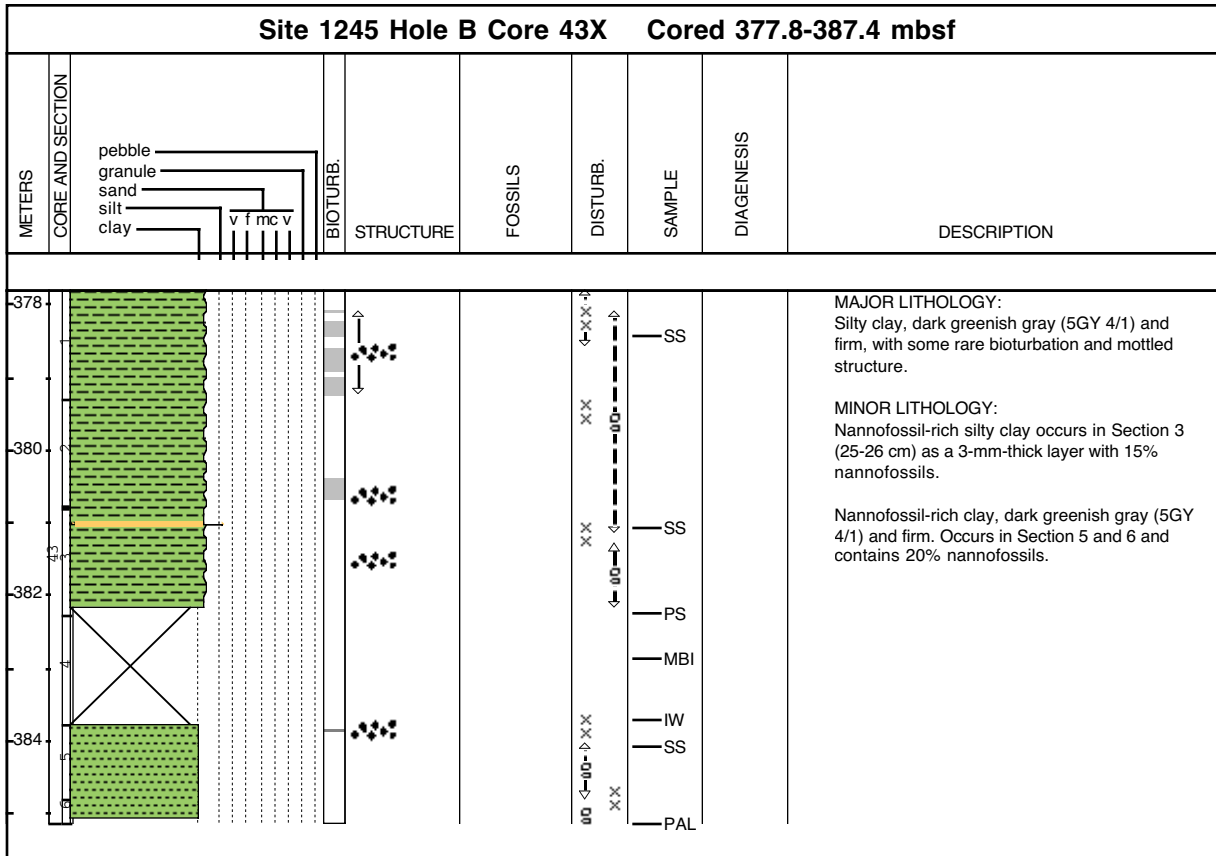 Site 1245 Hole B Core 43X Cored 377.8-387.4 mbsf
METERS
CORE AND SECTION
pebble
granule
sand
silt
clay
v f m c v
BIOTURB.
STRUCTURE
FOSSILS
DISTURB.
SAMPLE
DIAGENESIS
DESCRIPTION
378
380
382
384
43
1
2
3
4
5
6
SS
SS
PS
MBI
IW
SS
PAL
MAJOR LITHOLOGY:
Silty clay, dark greenish gray (5GY 4/1) and
firm, with some rare bioturbation and mottled
structure.
MINOR LITHOLOGY:
Nannofossil-rich silty clay occurs in Section 3
(25-26 cm) as a 3-mm-thick layer with 15%
nannofossils.
Nannofossil-rich clay, dark greenish gray (5GY
4/1) and firm. Occurs in Section 5 and 6 and
contains 20% nannofossils.